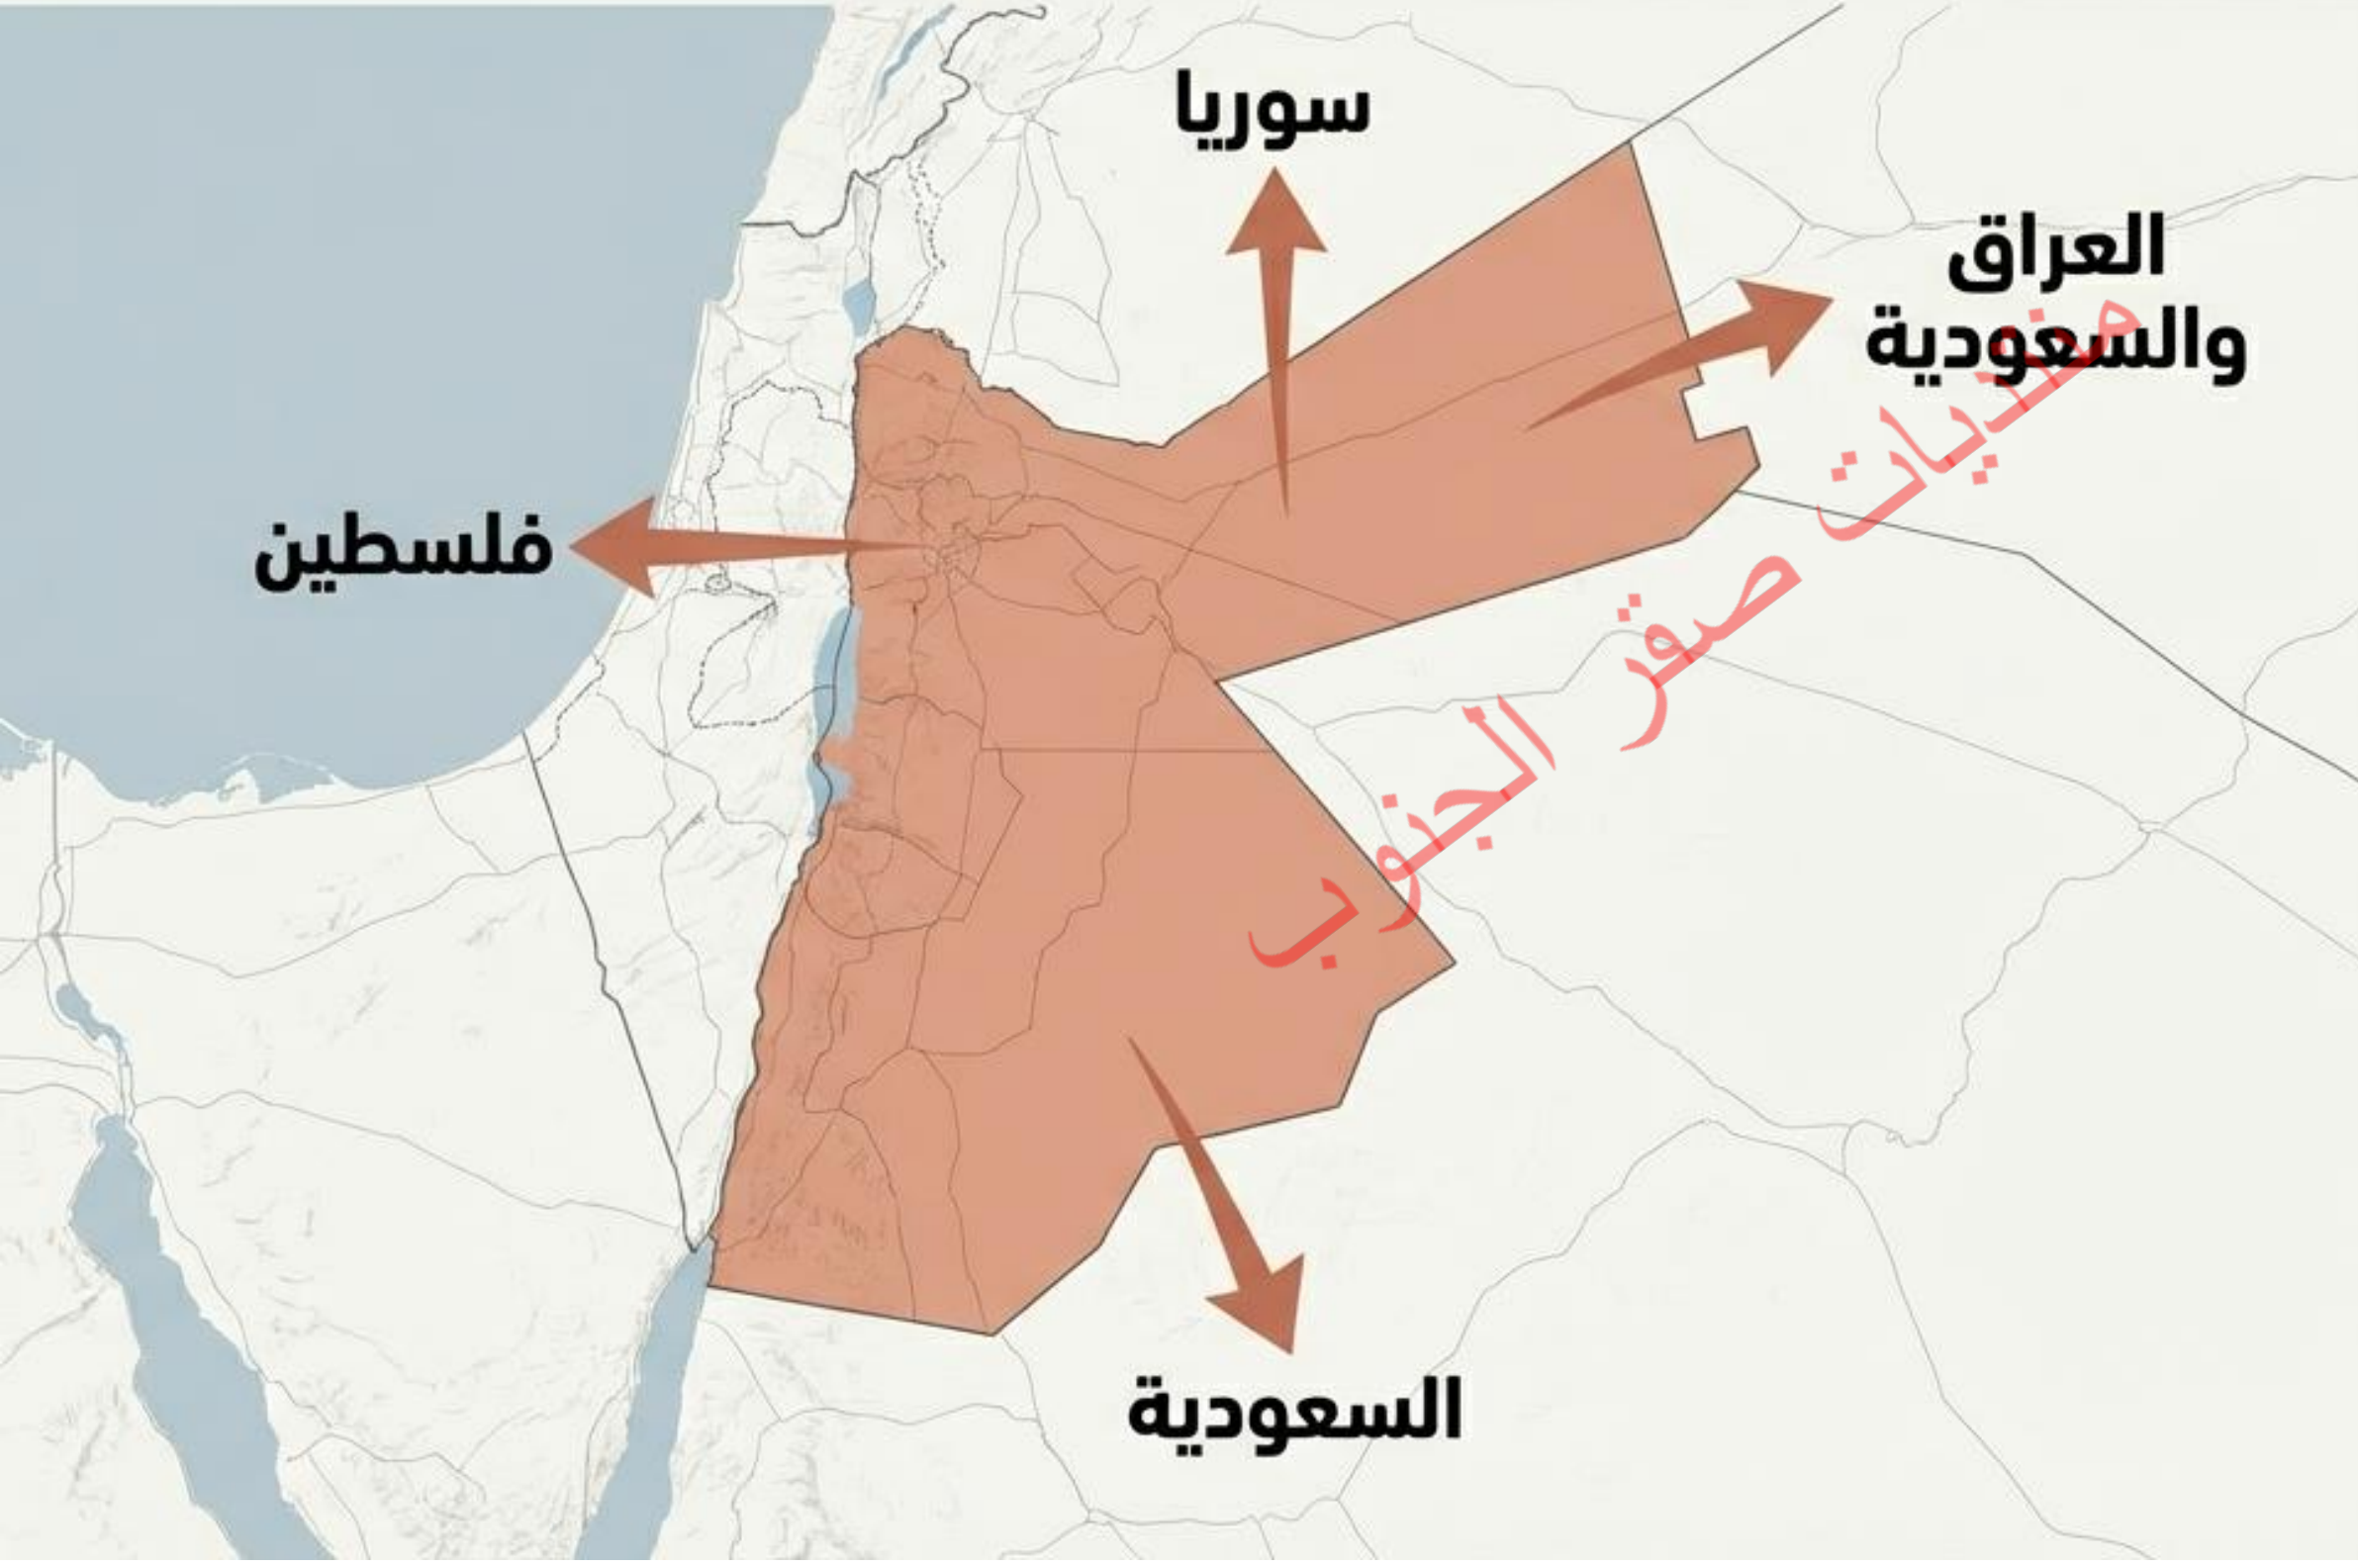 سوريا
العراق
والسعودية
فلسطين
السعودية
منتديات صقر الجنوب